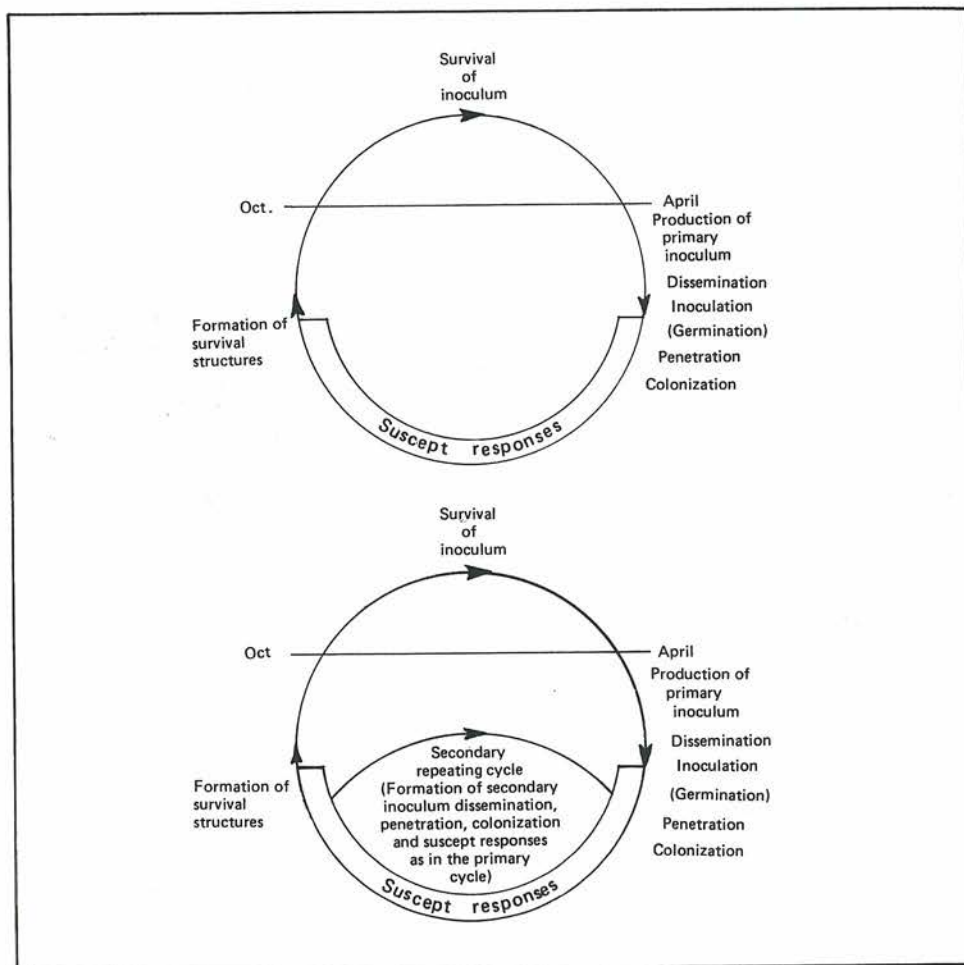 Survival
of
inoculum
Oct.
April
Production of
primary
inoculum
Dissemination
Inoculation
(Germination)
Penetration
Colonization
Formation of
survival
structures
Suscept responses
Survival
of
inoculum
Oct
April
Production of
primary
inoculum
Dissemination
Inoculation
(Germination)
Penetration
Colonization
Secondary
repeating cycle
(Formation of secondary
inoculum dissemination,
penetration, colonization
and suscept responses
as in the primary
cycle)
Formation of
survival
structures
Suscept responses